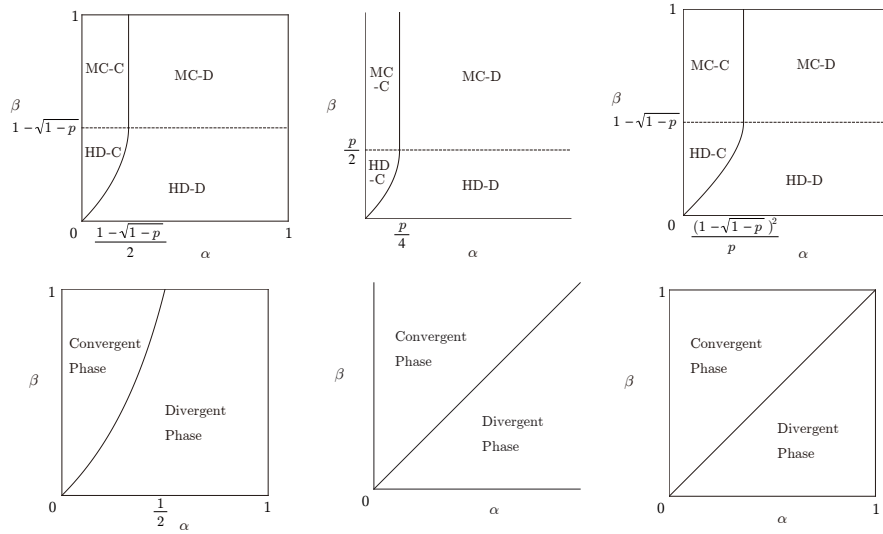 1
MC-C
MC-D
β
1 − √1 − p
HD-C
HD-D
0
1 − √1 − p
2
1
α
MC
-C
MC-D
β
p
2
HD
-C
HD-D
p
4
α
1
MC-C
MC-D
β
1 − √1 − p
HD-C
HD-D
0
(1 − √1 − p )²
p
α
1
Convergent
Phase
β
Divergent
Phase
0
1
2
α
1
Convergent
Phase
β
Divergent
Phase
0
α
1
Convergent
Phase
β
Divergent
Phase
0
α
1